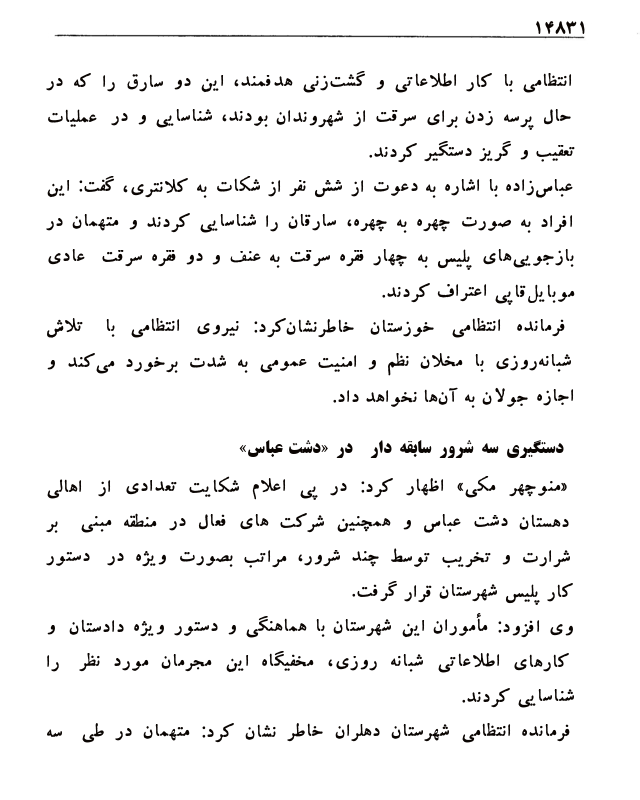 ۱۴۸۳۱
انتظامی با کار اطلاعاتی و گشت‌زنی هدفمند، این دو سارق را که در
حال پرسه زدن برای سرقت از شهروندان بودند، شناسایی و در عملیات
تعقیب و گریز دستگیر کردند.
عباس‌زاده با اشاره به دعوت از شش نفر از شکات به کلانتری، گفت: این
افراد به صورت چهره به چهره، سارقان را شناسایی کردند و متهمان در
بازجویی‌های پلیس به چهار فقره سرقت به عنف و دو فقره سرقت عادی
موبایل‌قاپی اعتراف کردند.
فرمانده انتظامی خوزستان خاطرنشان‌کرد: نیروی انتظامی با تلاش
شبانه‌روزی با مخلان نظم و امنیت عمومی به شدت برخورد می‌کند و
اجازه جولان به آن‌ها نخواهد داد.
دستگیری سه شرور سابقه دار در «دشت عباس»
«منوچهر مکی» اظهار کرد: در پی اعلام شکایت تعدادی از اهالی
دهستان دشت عباس و همچنین شرکت های فعال در منطقه مبنی بر
شرارت و تخریب توسط چند شرور، مراتب بصورت ویژه در دستور
کار پلیس شهرستان قرار گرفت.
وی افزود: مأموران این شهرستان با هماهنگی و دستور ویژه دادستان و
کارهای اطلاعاتی شبانه روزی، مخفیگاه این مجرمان مورد نظر را
شناسایی کردند.
فرمانده انتظامی شهرستان دهلران خاطر نشان کرد: متهمان در طی سه